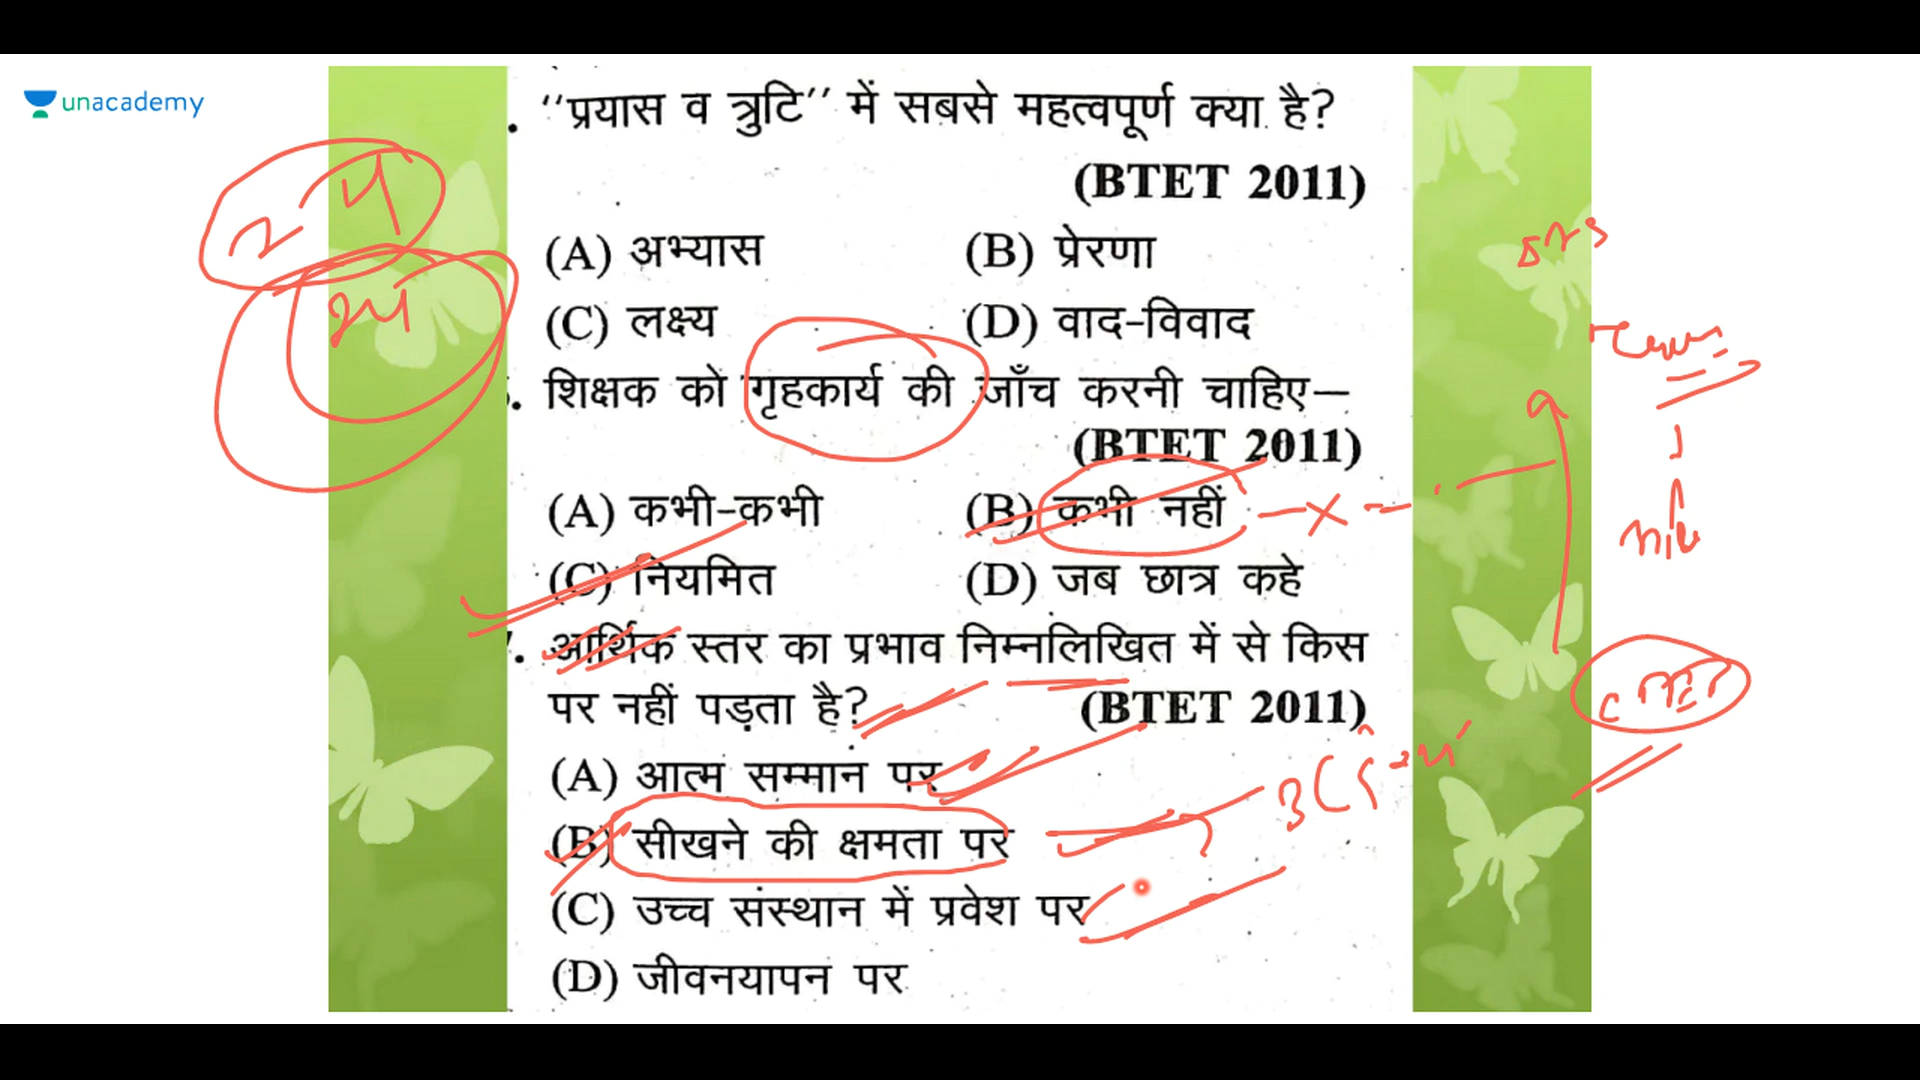 unacademy
. ‘‘प्रयास व त्रुटि’’ में सबसे महत्वपूर्ण क्या है?
(BTET 2011)
(A) अभ्यास (B) प्रेरणा
(C) लक्ष्य (D) वाद-विवाद
. शिक्षक को गृहकार्य की जाँच करनी चाहिए—
(BTET 2011)
(A) कभी-कभी (B) कभी नहीं
(C) नियमित (D) जब छात्र कहे
. आर्थिक स्तर का प्रभाव निम्नलिखित में से किस
पर नहीं पड़ता है? (BTET 2011)
(A) आत्म सम्मान पर
(B) सीखने की क्षमता पर
(C) उच्च संस्थान में प्रवेश पर
(D) जीवनयापन पर